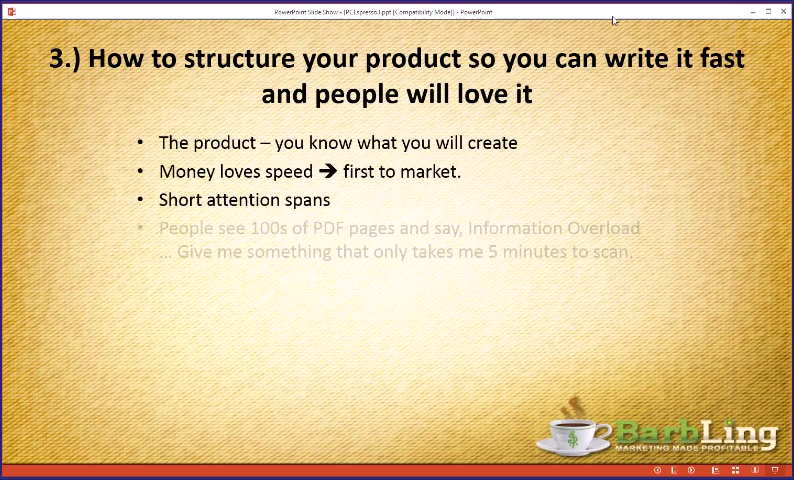 PowerPoint Slide Show - [PCEspresso3.ppt [Compatibility Mode]] - PowerPoint
3.) How to structure your product so you can write it fast
and people will love it
• The product – you know what you will create
• Money loves speed ➔ first to market.
• Short attention spans
• People see 100s of PDF pages and say, Information Overload
... Give me something that only takes me 5 minutes to scan.
$
BarbLing
MARKETING MADE PROFITABLE